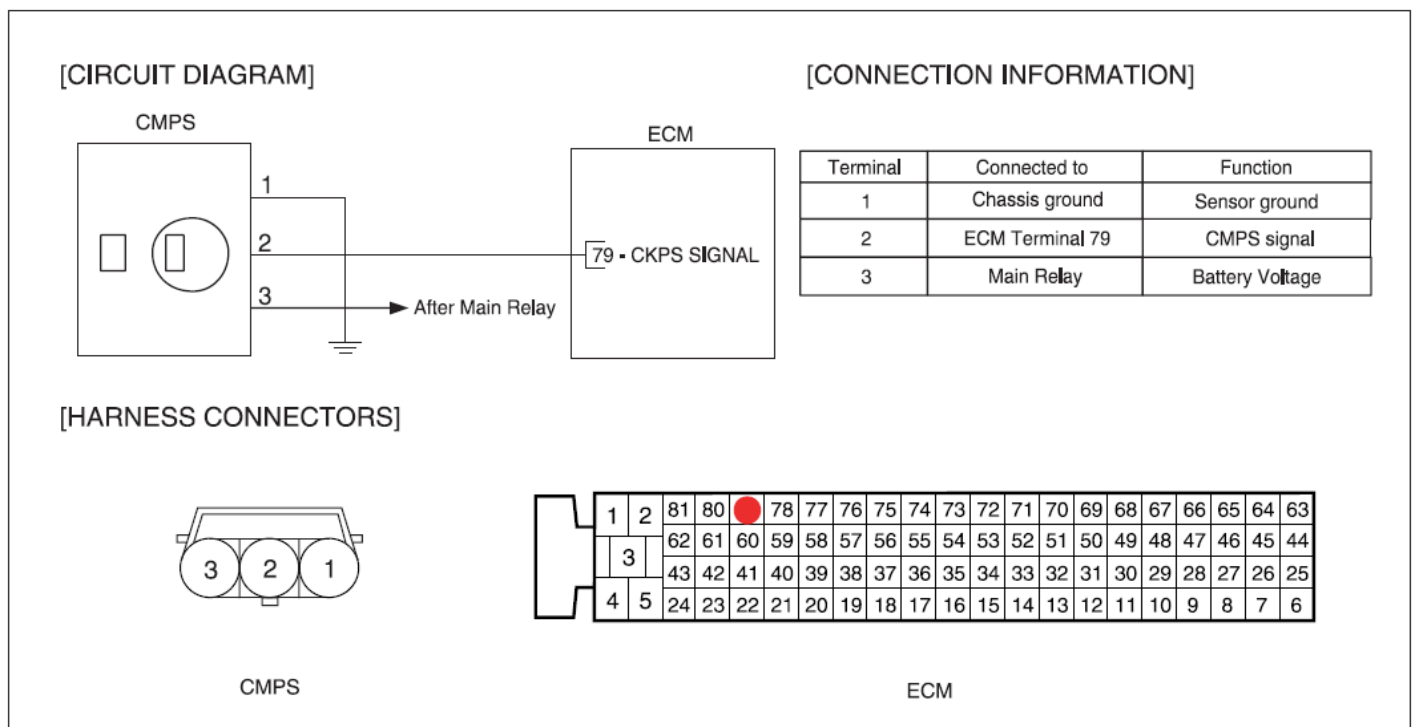 [CIRCUIT DIAGRAM]
CMPS
1
2
3
After Main Relay
ECM
79 - CKPS SIGNAL
[CONNECTION INFORMATION]
Terminal Connected to Function
1 Chassis ground Sensor ground
2 ECM Terminal 79 CMPS signal
3 Main Relay Battery Voltage
[HARNESS CONNECTORS]
3 2 1
CMPS
1 2 81 80 78 77 76 75 74 73 72 71 70 69 68 67 66 65 64 63
3 62 61 60 59 58 57 56 55 54 53 52 51 50 49 48 47 46 45 44
43 42 41 40 39 38 37 36 35 34 33 32 31 30 29 28 27 26 25
4 5 24 23 22 21 20 19 18 17 16 15 14 13 12 11 10 9 8 7 6
ECM